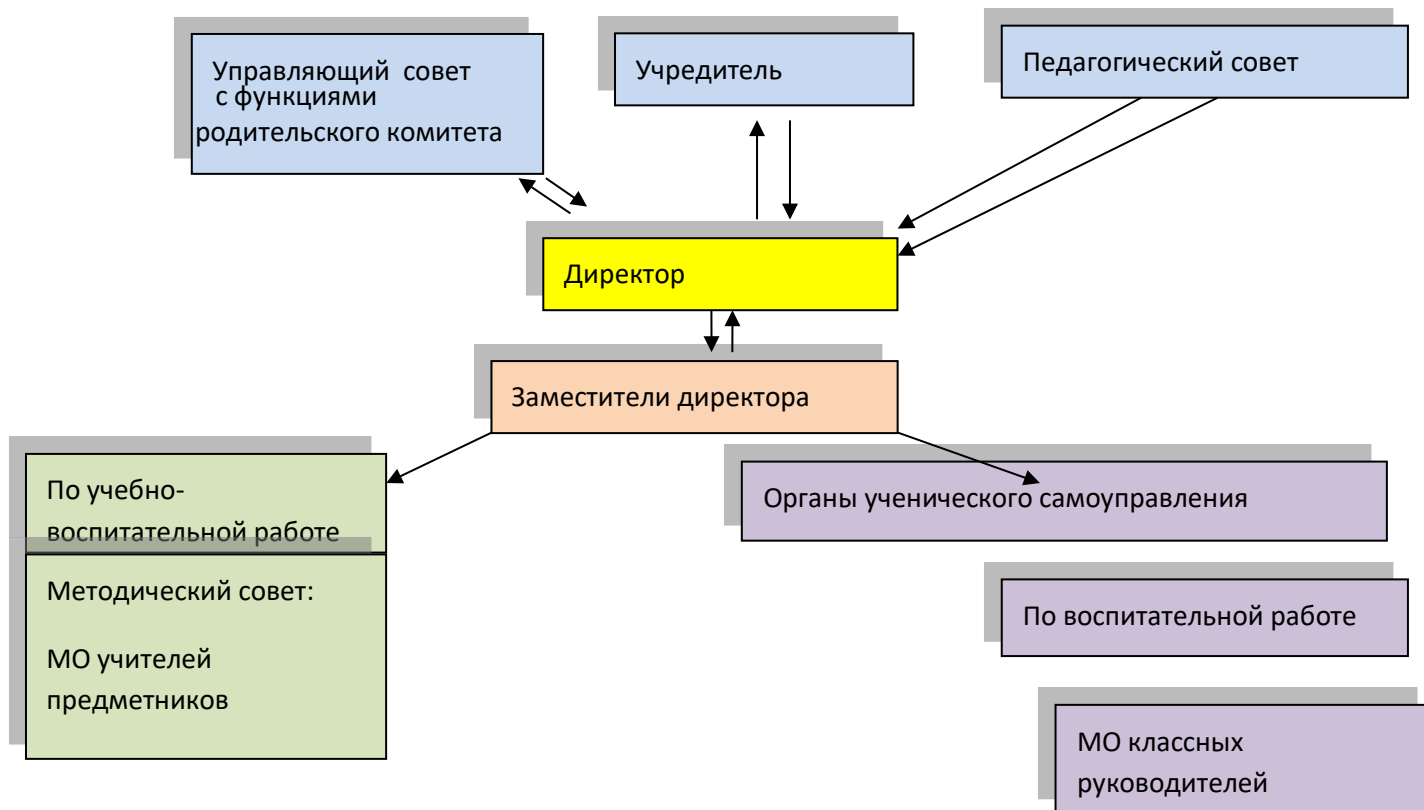 Управляющий совет
с функциями
родительского комитета
Учредитель
Педагогический совет
Директор
Заместители директора
По учебно-
воспитательной работе
Методический совет:
МО учителей
предметников
Органы ученического самоуправления
По воспитательной работе
МО классных
руководителей